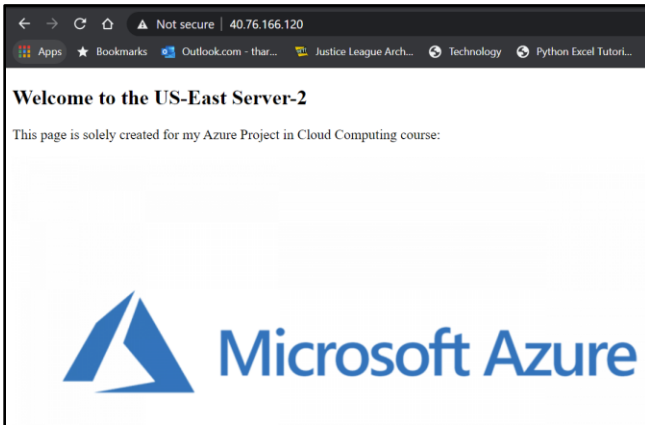 Not secure | 40.76.166.120
Apps Bookmarks Outlook.com - thar... Justice League Arch... Technology Python Excel Tutori...
Welcome to the US-East Server-2
This page is solely created for my Azure Project in Cloud Computing course:
Microsoft Azure